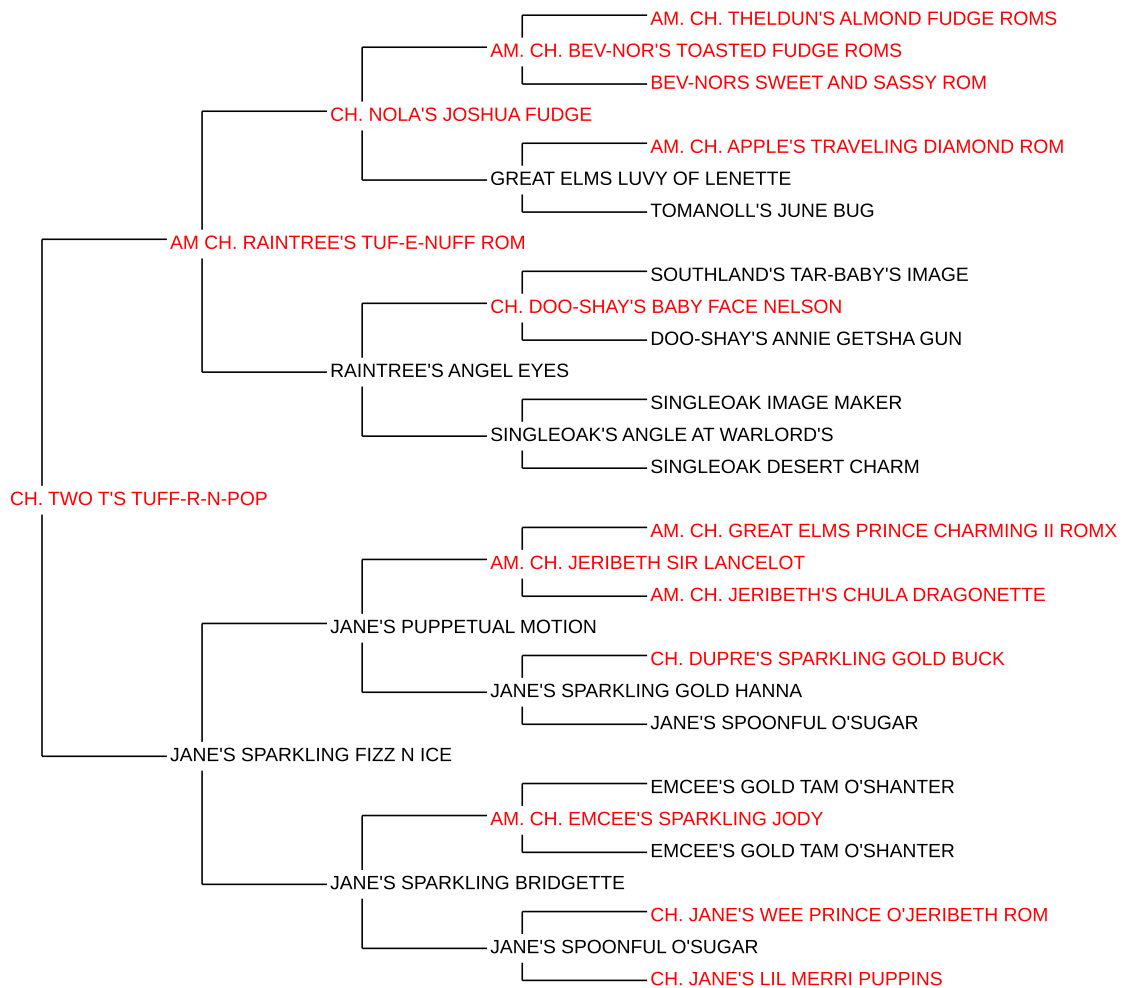 AM. CH. THELDUN'S ALMOND FUDGE ROMS
AM. CH. BEV-NOR'S TOASTED FUDGE ROMS
BEV-NORS SWEET AND SASSY ROM
CH. NOLA'S JOSHUA FUDGE
AM. CH. APPLE'S TRAVELING DIAMOND ROM
GREAT ELMS LUVY OF LENETTE
TOMANOLL'S JUNE BUG
AM CH. RAINTREE'S TUF-E-NUFF ROM
SOUTHLAND'S TAR-BABY'S IMAGE
CH. DOO-SHAY'S BABY FACE NELSON
DOO-SHAY'S ANNIE GETSHA GUN
RAINTREE'S ANGEL EYES
SINGLEOAK IMAGE MAKER
SINGLEOAK'S ANGLE AT WARLORD'S
SINGLEOAK DESERT CHARM
CH. TWO T'S TUFF-R-N-POP
AM. CH. GREAT ELMS PRINCE CHARMING II ROMX
AM. CH. JERIBETH SIR LANCELOT
AM. CH. JERIBETH'S CHULA DRAGONETTE
JANE'S PUPPETUAL MOTION
CH. DUPRE'S SPARKLING GOLD BUCK
JANE'S SPARKLING GOLD HANNA
JANE'S SPOONFUL O'SUGAR
JANE'S SPARKLING FIZZ N ICE
EMCEE'S GOLD TAM O'SHANTER
AM. CH. EMCEE'S SPARKLING JODY
EMCEE'S GOLD TAM O'SHANTER
JANE'S SPARKLING BRIDGETTE
CH. JANE'S WEE PRINCE O'JERIBETH ROM
JANE'S SPOONFUL O'SUGAR
CH. JANE'S LIL MERRI PUPPINS